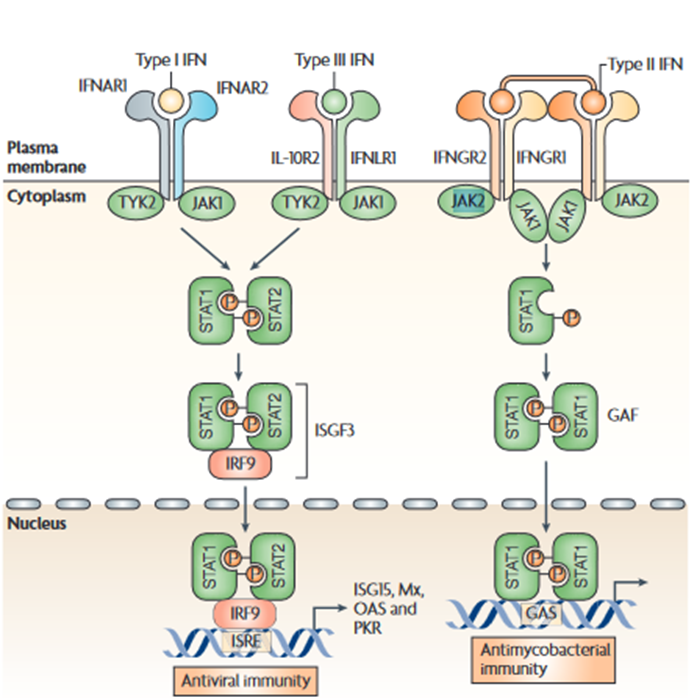 Type I IFN
Type III IFN
Type II IFN
IFNAR1
IFNAR2
IL-10R2
IFNLR1
IFNGR2
IFNGR1
Plasma
membrane
Cytoplasm
TYK2
JAK1
TYK2
JAK1
JAK2
JAK1
JAK1
JAK2
STAT1
P
P
STAT2
STAT1
P
STAT1
P
P
STAT2
IRF9
ISGF3
STAT1
P
P
STAT1
GAF
Nucleus
STAT1
P
P
STAT2
IRF9
ISRE
ISG15, Mx,
OAS and
PKR
Antiviral immunity
STAT1
P
P
STAT1
GAS
Antimycobacterial
immunity